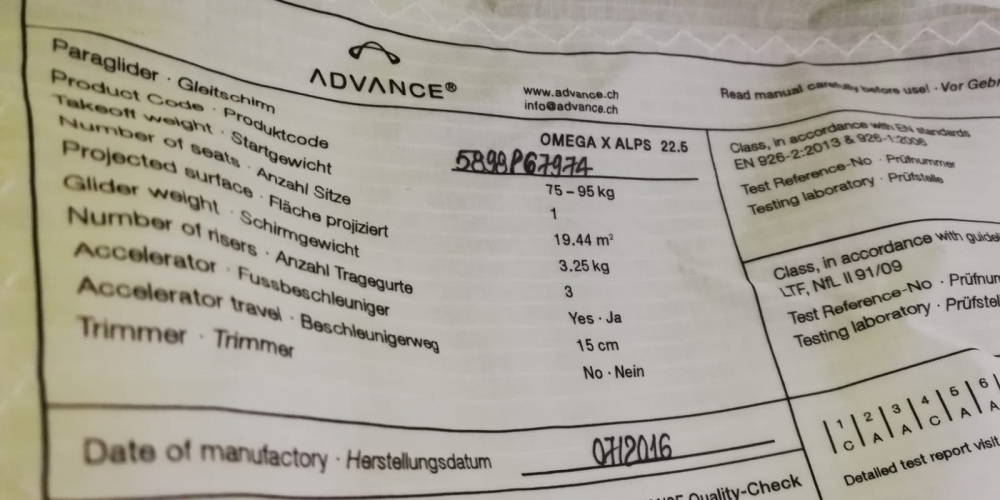 ADVANCE®
www.advance.ch
info@advance.ch
Read manual carefully before use! · Vor Gebr
Paraglider · Gleitschirm
OMEGA X ALPS 22.5
Product Code · Produktcode
5898P67974
Takeoff weight · Startgewicht
75 – 95 kg
Number of seats · Anzahl Sitze
1
Projected surface · Fläche projiziert
19.44 m²
Glider weight · Schirmgewicht
3.25 kg
Number of risers · Anzahl Tragegurte
3
Accelerator · Fussbeschleuniger
Yes · Ja
Accelerator travel · Beschleunigerweg
15 cm
Trimmer · Trimmer
No · Nein
Date of manufactory · Herstellungsdatum
07/2016
Class, in accordance with EN standards
EN 926-2:2013 & 926-1:2006
Test Reference-No · Prüfnummer
Testing laboratory · Prüfstelle
Class, in accordance with guidel
LTF, NfL II 91/09
Test Reference-No · Prüfnur
Testing laboratory · Prüfstel
1 2 3 4 5 6
C A A C A A
Detailed test report visit
Quality-Check